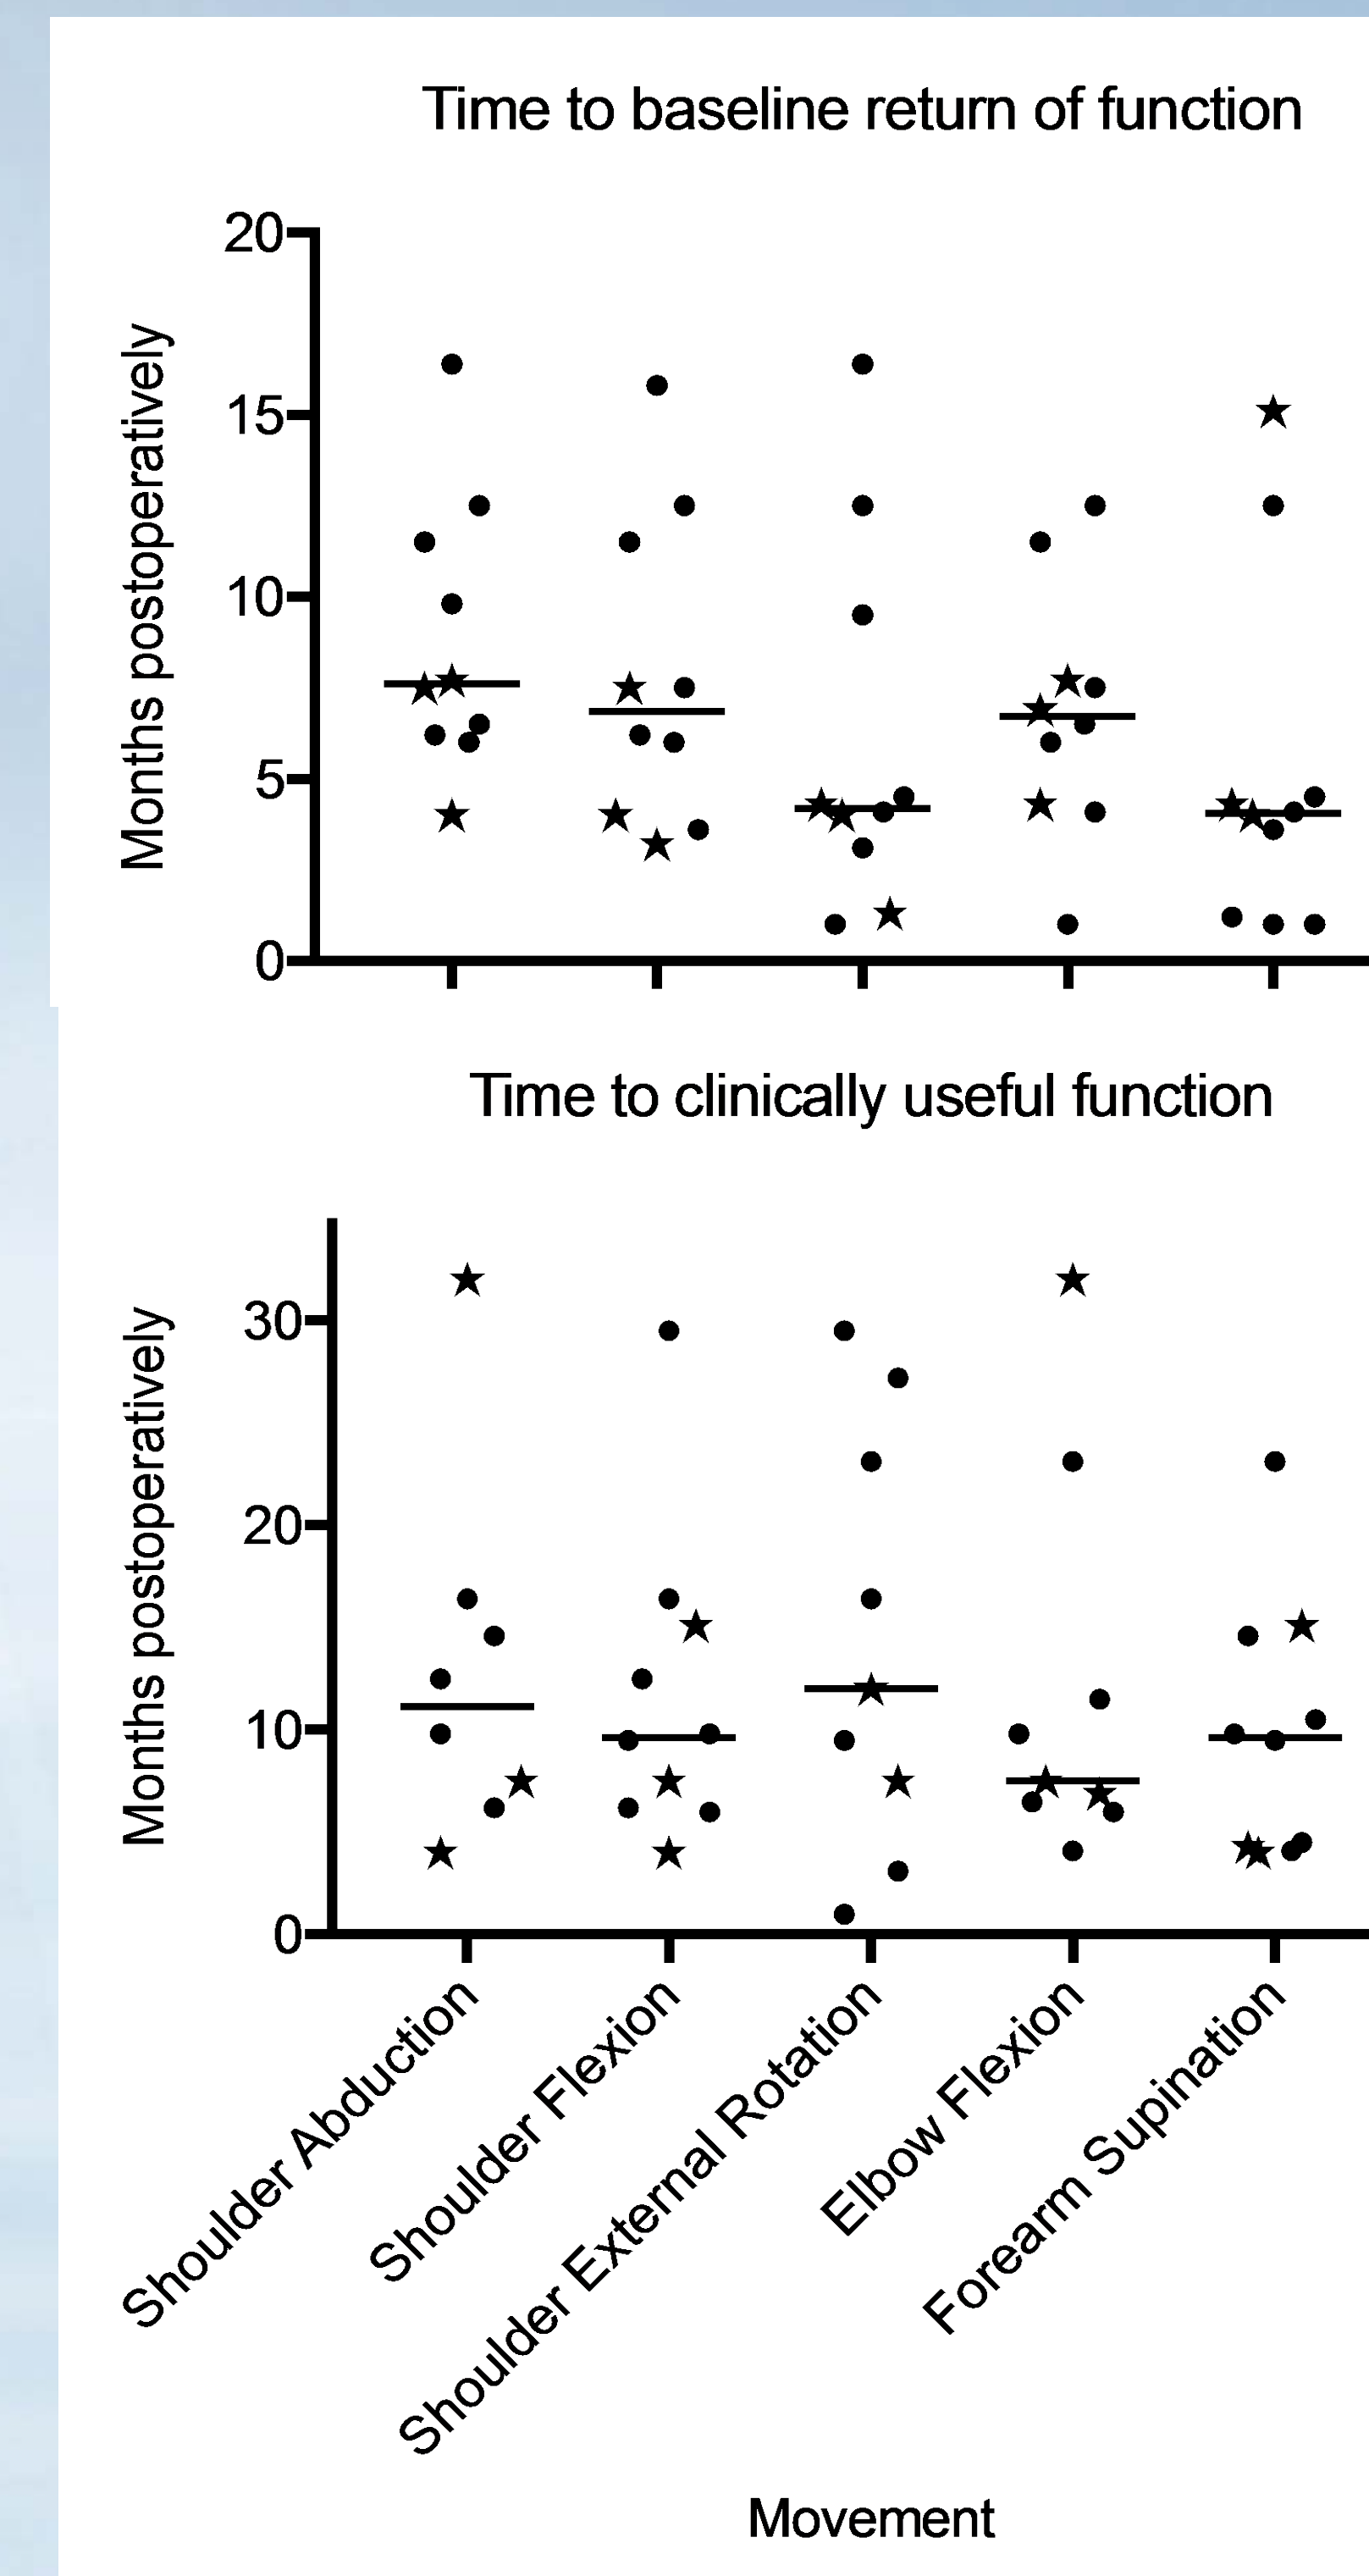 Time to baseline return of function
Months postoperatively
20
15
10
5
0
Time to clinically useful function
Months postoperatively
30
20
10
0
Shoulder Abduction
Shoulder Flexion
Shoulder External Rotation
Elbow Flexion
Forearm Supination
Movement